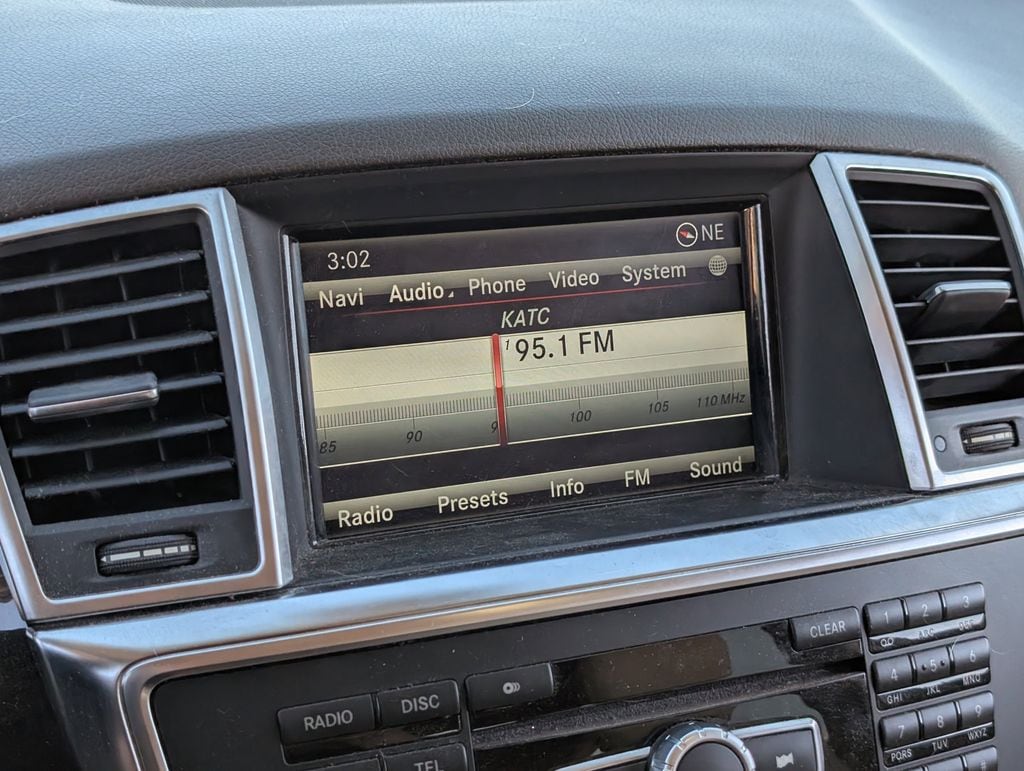 3:02 NE
Navi Audio Phone Video System
KATC
1 95.1 FM
85 90 9 100 105 110 MHz
Radio Presets Info FM Sound
CLEAR 1 2 3
ABC DEF
4 5 6
GHI JKL MNO
RADIO DISC
7 8 9
PQRS TUV WXYZ
TEL
#